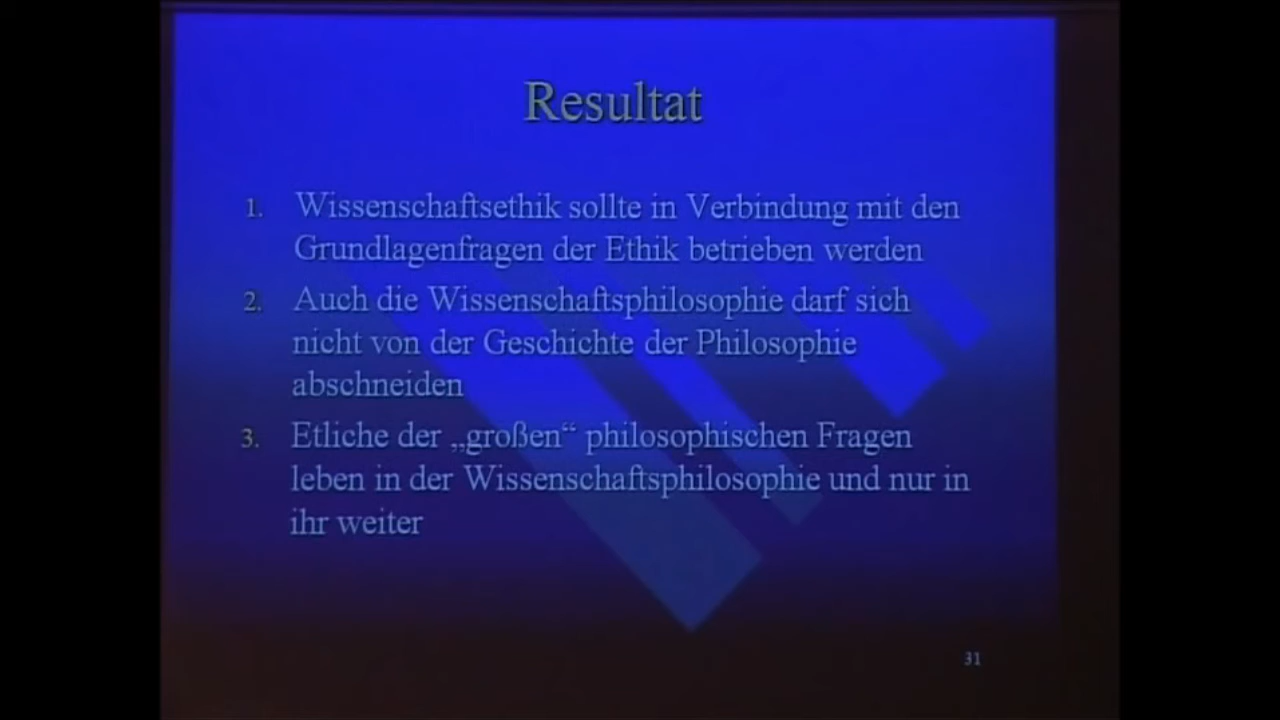 Resultat
1. Wissenschaftsethik sollte in Verbindung mit den
Grundlagenfragen der Ethik betrieben werden
2. Auch die Wissenschaftsphilosophie darf sich
nicht von der Geschichte der Philosophie
abschneiden
3. Etliche der „großen“ philosophischen Fragen
leben in der Wissenschaftsphilosophie und nur in
ihr weiter
31